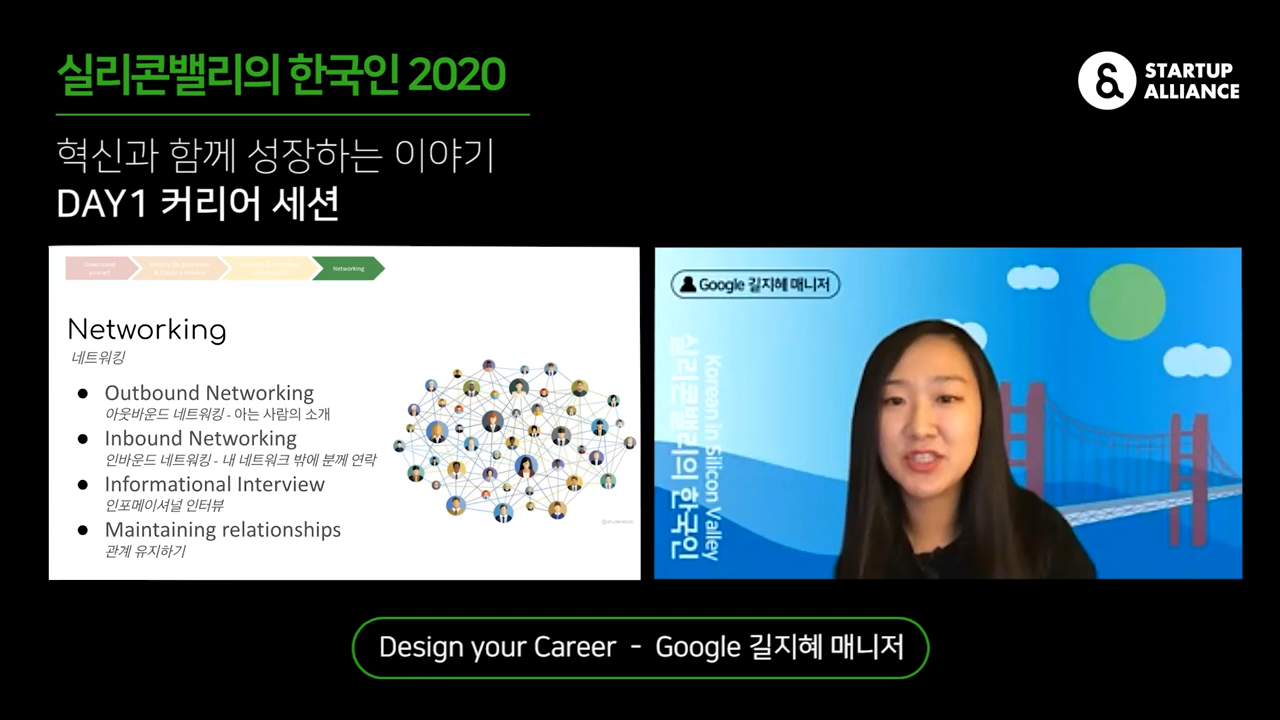 실리콘밸리의 한국인 2020
STARTUP
ALLIANCE
혁신과 함께 성장하는 이야기
DAY1 커리어 세션
Understand
yourself
Networking
Networking
네트워킹
● Outbound Networking
아웃바운드 네트워킹 - 아는 사람의 소개
● Inbound Networking
인바운드 네트워킹 - 내 네트워크 밖에 분께 연락
● Informational Interview
인포메이셔널 인터뷰
● Maintaining relationships
관계 유지하기
Google 길지혜 매니저
Korean in Silicon Valley
실리콘밸리의 한국인
Design your Career - Google 길지혜 매니저